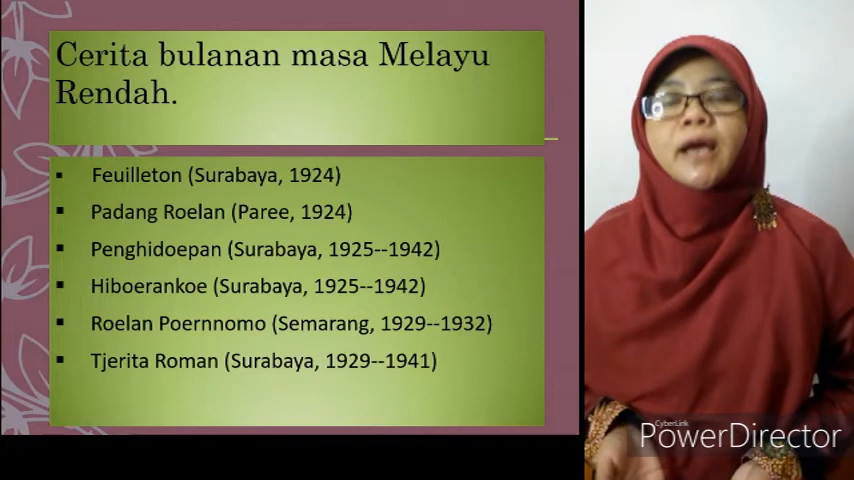 Cerita bulanan masa Melayu
Rendah.
▪ Feuilleton (Surabaya, 1924)
▪ Padang Roelan (Paree, 1924)
▪ Penghidoepan (Surabaya, 1925--1942)
▪ Hiboerankoe (Surabaya, 1925--1942)
▪ Roelan Poernnomo (Semarang, 1929--1932)
▪ Tjerita Roman (Surabaya, 1929--1941)
CyberLink
PowerDirector